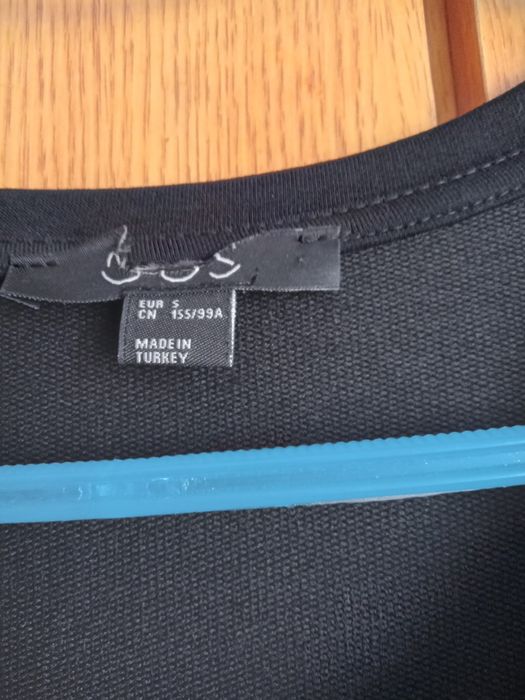 EUR S
CN 155/99A
MADE IN
TURKEY